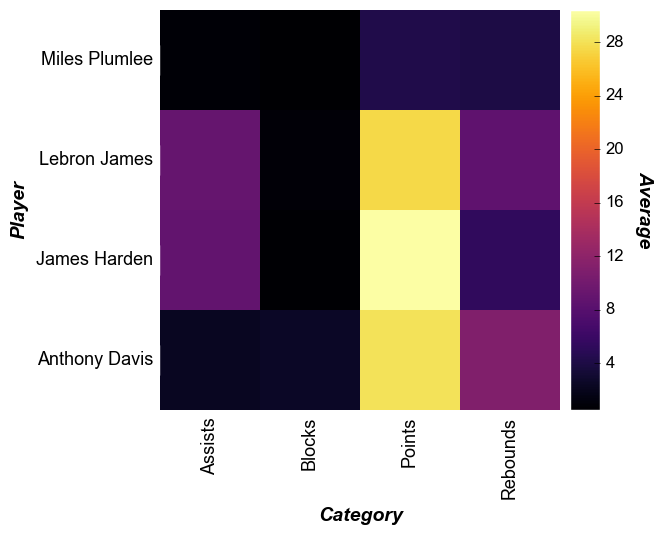 Miles Plumlee
Lebron James
James Harden
Anthony Davis
Player
Assists
Blocks
Points
Rebounds
Category
28
24
20
16
12
8
4
Average